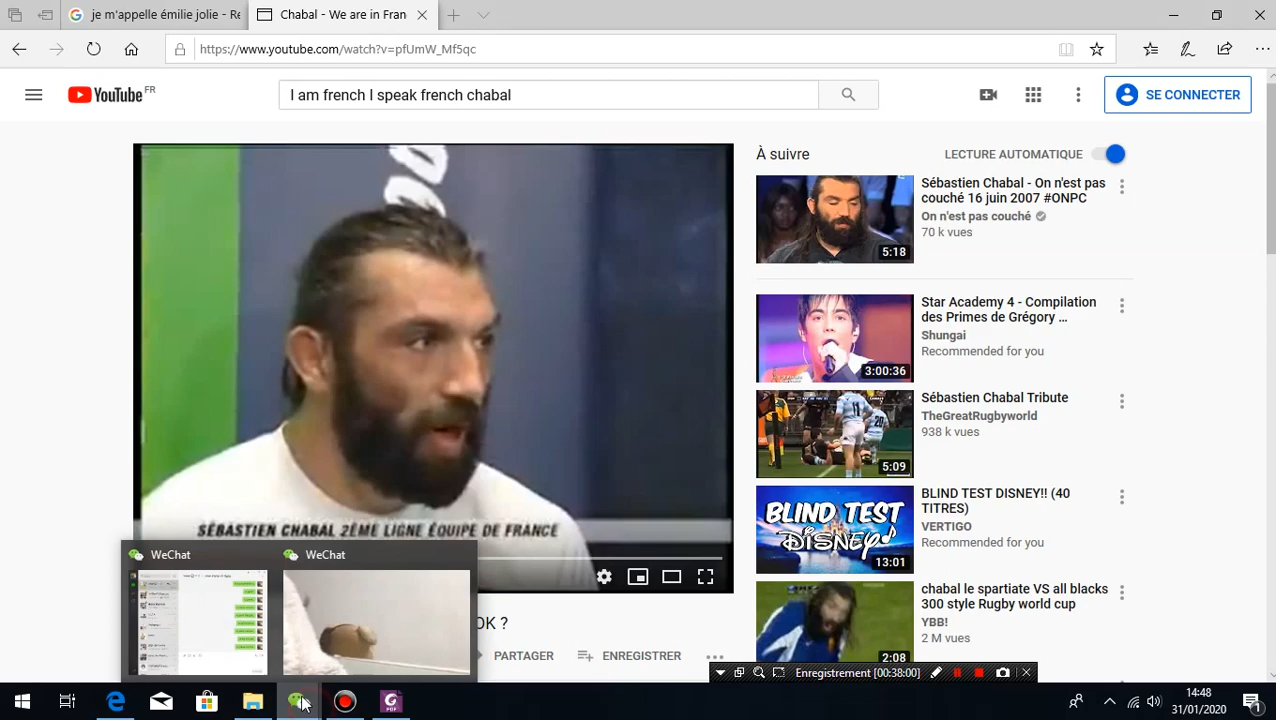 je m'appelle émilie jolie - Re
Chabal - We are in Fran
https://www.youtube.com/watch?v=pfUmW_Mf5qc
YouTube FR
I am french I speak french chabal
SE CONNECTER
À suivre
LECTURE AUTOMATIQUE
Sébastien Chabal - On n'est pas
couché 16 juin 2007 #ONPC
On n'est pas couché
70 k vues
5:18
Star Academy 4 - Compilation
des Primes de Grégory ...
Shungai
Recommended for you
3:00:36
Sébastien Chabal Tribute
TheGreatRugbyworld
938 k vues
5:09
BLIND TEST DISNEY!! (40
TITRES)
VERTIGO
Recommended for you
13:01
BLIND TEST
DISNEY
chabal le spartiate VS all blacks
300 style Rugby world cup
YBB!
2 M vues
2:08
SÉBASTIEN CHABAL 2ÈME LIGNE ÉQUIPE DE FRANCE
WeChat
WeChat
OK ?
PARTAGER
ENREGISTRER
Enregistrement [00:38:00]
PDF
14:48
31/01/2020
1